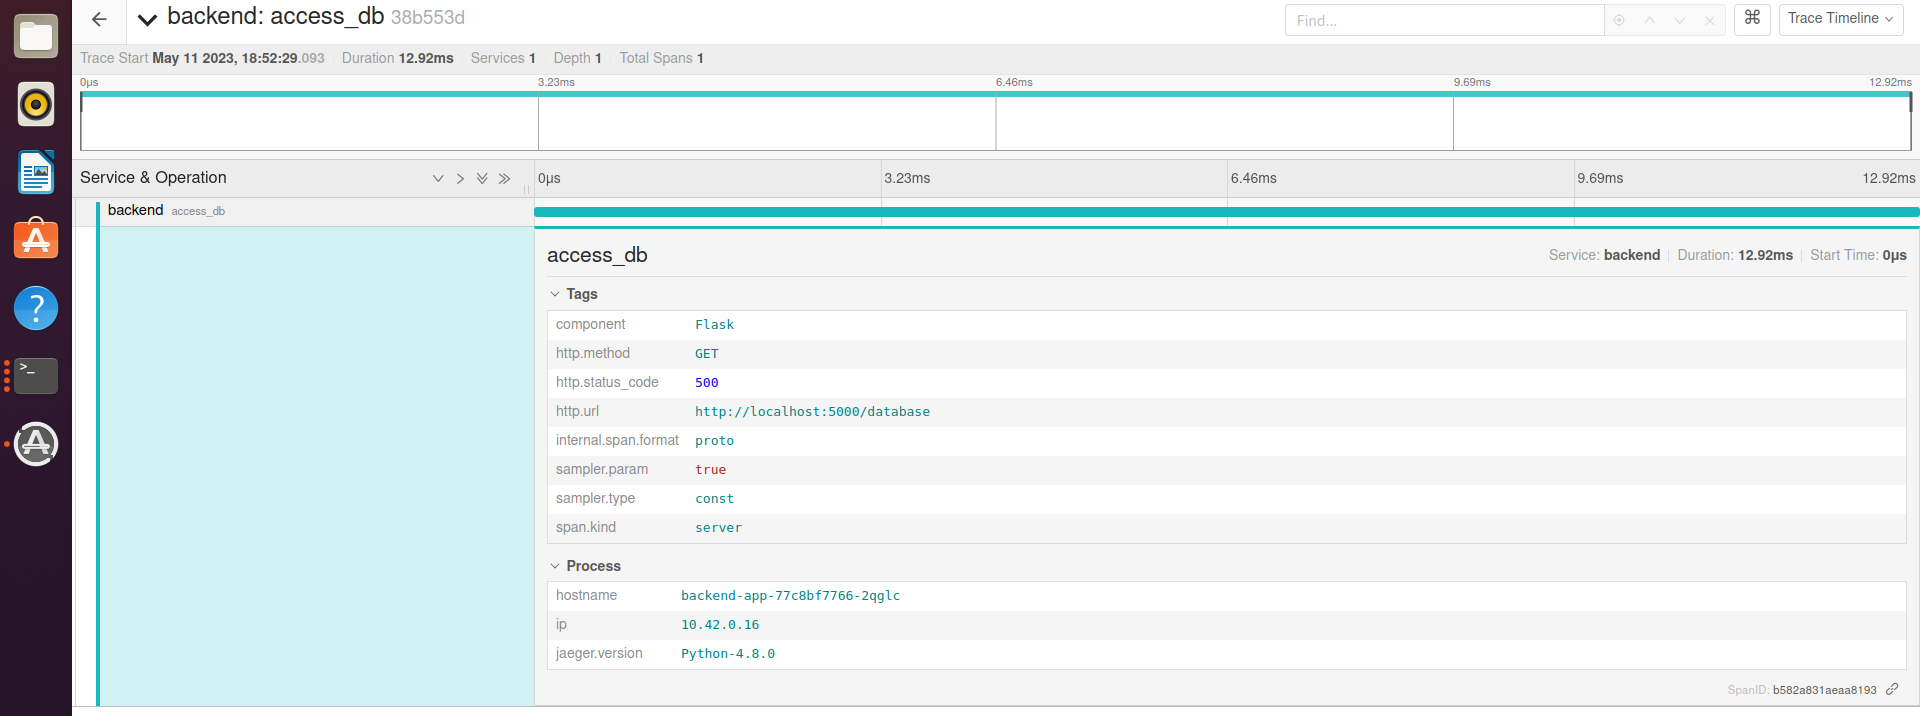 backend: access_db 38b553d
Find...
⌘
Trace Timeline
Trace Start May 11 2023, 18:52:29.093 Duration 12.92ms Services 1 Depth 1 Total Spans 1
0μs 3.23ms 6.46ms 9.69ms 12.92ms
Service & Operation 0μs 3.23ms 6.46ms 9.69ms 12.92ms
backend access_db
access_db Service: backend Duration: 12.92ms Start Time: 0μs
Tags
component Flask
http.method GET
http.status_code 500
http.url http://localhost:5000/database
internal.span.format proto
sampler.param true
sampler.type const
span.kind server
Process
hostname backend-app-77c8bf7766-2qglc
ip 10.42.0.16
jaeger.version Python-4.8.0
SpanID: b582a831aeaa8193